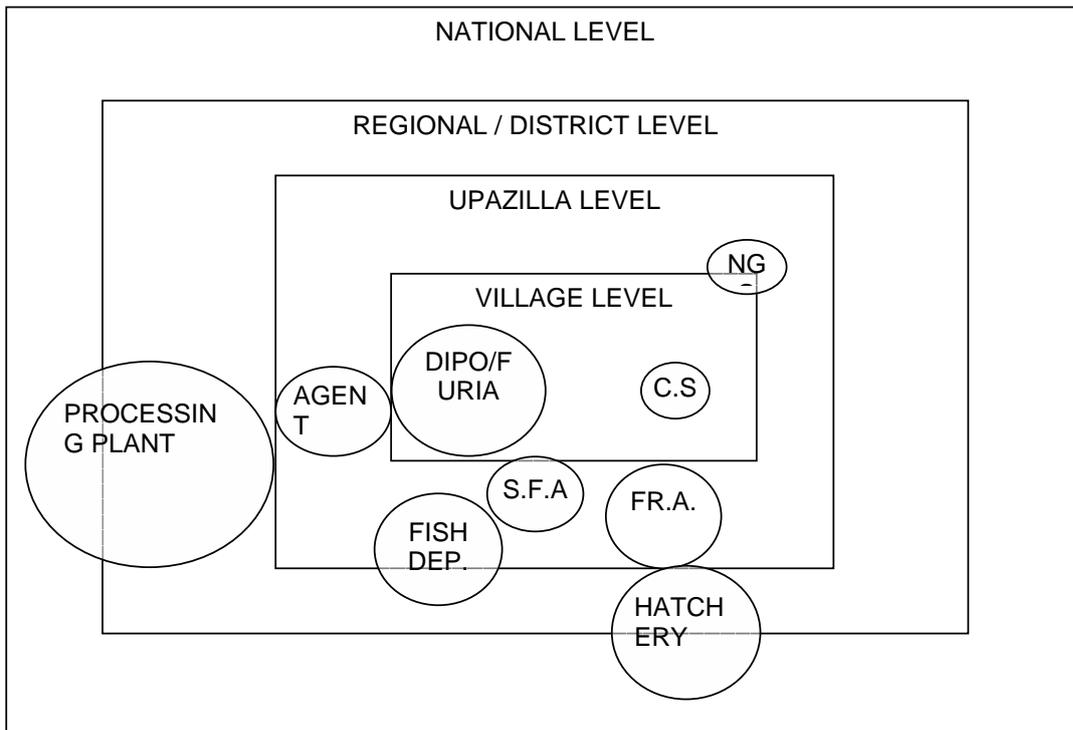 NATIONAL LEVEL
REGIONAL / DISTRICT LEVEL
UPAZILLA LEVEL
NG
VILLAGE LEVEL
DIPO/F
URIA
C.S
AGEN
T
PROCESSIN
G PLANT
S.F.A
FR.A.
FISH
DEP.
HATCH
ERY